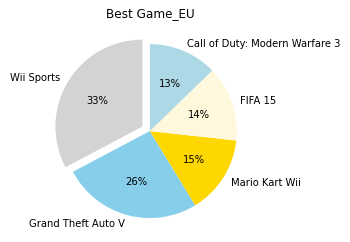 Best Game_EU
Call of Duty: Modern Warfare 3
13%
Wii Sports
33%
FIFA 15
14%
15%
Mario Kart Wii
26%
Grand Theft Auto V